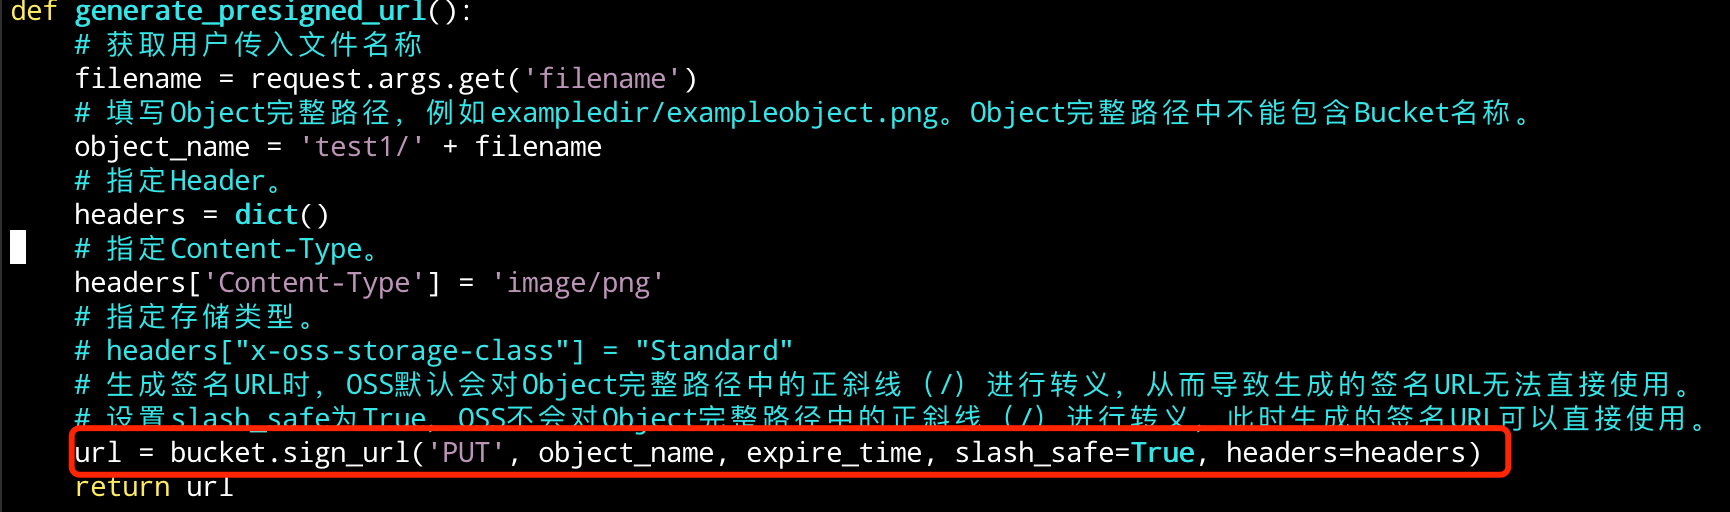 def generate_presigned_url():
# 获取用户传入文件名称
filename = request.args.get('filename')
# 填写Object完整路径，例如exampledir/exampleobject.png。Object完整路径中不能包含Bucket名称。
object_name = 'test1/' + filename
# 指定Header。
headers = dict()
# 指定Content-Type。
headers['Content-Type'] = 'image/png'
# 指定存储类型。
# headers["x-oss-storage-class"] = "Standard"
# 生成签名URL时，OSS默认会对Object完整路径中的正斜线（/）进行转义，从而导致生成的签名URL无法直接使用。
# 设置slash_safe为True，OSS不会对Object完整路径中的正斜线（/）进行转义，此时生成的签名URL可以直接使用。
url = bucket.sign_url('PUT', object_name, expire_time, slash_safe=True, headers=headers)
return url